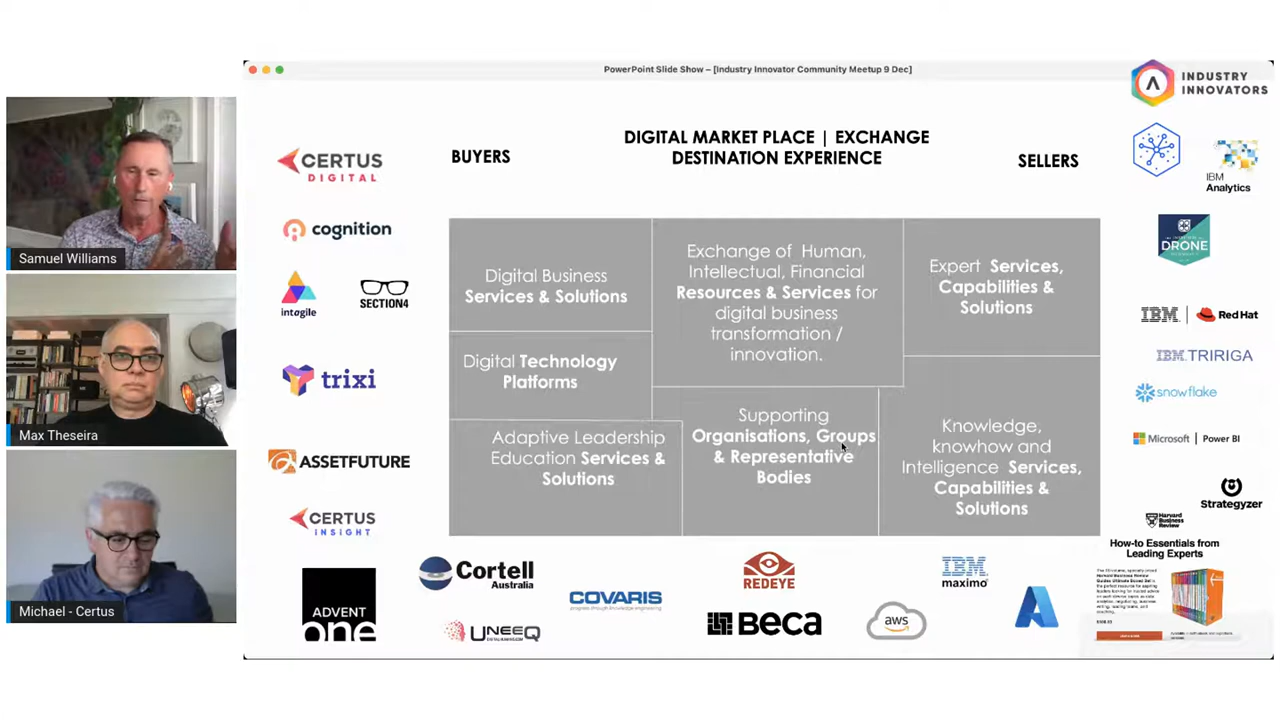 PowerPoint Slide Show – [Industry Innovator Community Meetup 9 Dec]
INDUSTRY
INNOVATORS
Samuel Williams
Max Theseira
Michael - Certus
DIGITAL MARKET PLACE | EXCHANGE
DESTINATION EXPERIENCE
BUYERS
SELLERS
CERTUS
DIGITAL
cognition
intagile
SECTION4
trixi
ASSETFUTURE
CERTUS
INSIGHT
Digital Business
Services & Solutions
Digital Technology
Platforms
Adaptive Leadership
Education Services &
Solutions
Exchange of Human,
Intellectual, Financial
Resources & Services for
digital business
transformation /
innovation.
Supporting
Organisations, Groups
& Representative
Bodies
Expert Services,
Capabilities &
Solutions
Knowledge,
knowhow and
Intelligence Services,
Capabilities &
Solutions
IBM
Analytics
DRONE
IBM | Red Hat
IBM TRIRIGA
snowflake
Microsoft | Power BI
Strategyzer
Harvard
Business
Review
How-to Essentials from
Leading Experts
ADVENT
one
Cortell
Australia
UNEEQ
COVARIS
progress through knowledge engineering
REDEYE
BECA
aws
IBM
maximo